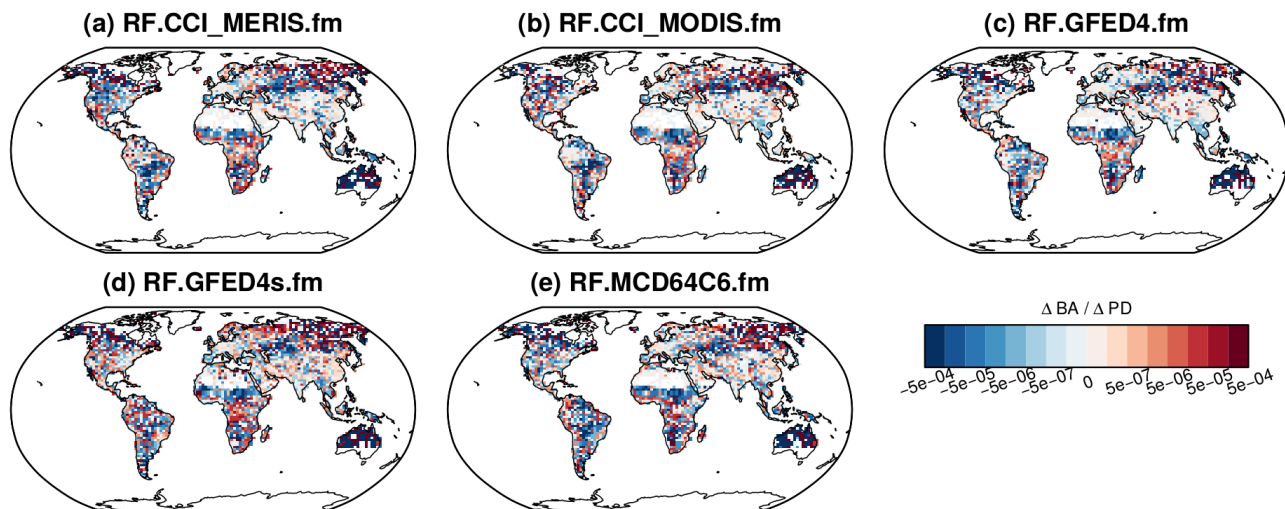 (a) RF.CCI_MERIS.fm
(b) RF.CCI_MODIS.fm
(c) RF.GFED4.fm
(d) RF.GFED4s.fm
(e) RF.MCD64C6.fm
Δ BA / Δ PD
−5e−04 −5e−05 −5e−06 −5e−07 0 5e−07 5e−06 5e−05 5e−04